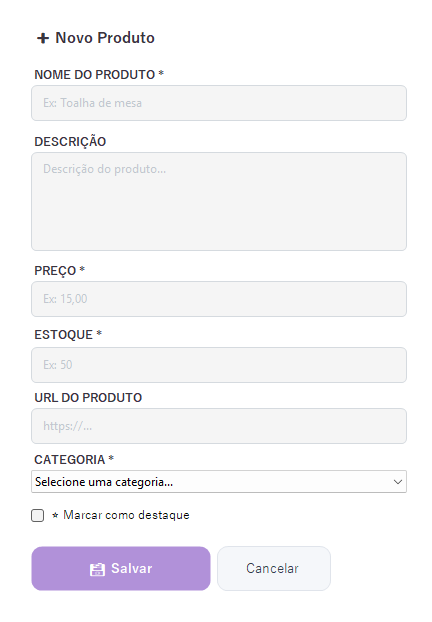 + Novo Produto
NOME DO PRODUTO *
Ex: Toalha de mesa
DESCRIÇÃO
Descrição do produto...
PREÇO *
Ex: 15,00
ESTOQUE *
Ex: 50
URL DO PRODUTO
https://...
CATEGORIA *
Selecione uma categoria...
⭐ Marcar como destaque
💾 Salvar
Cancelar